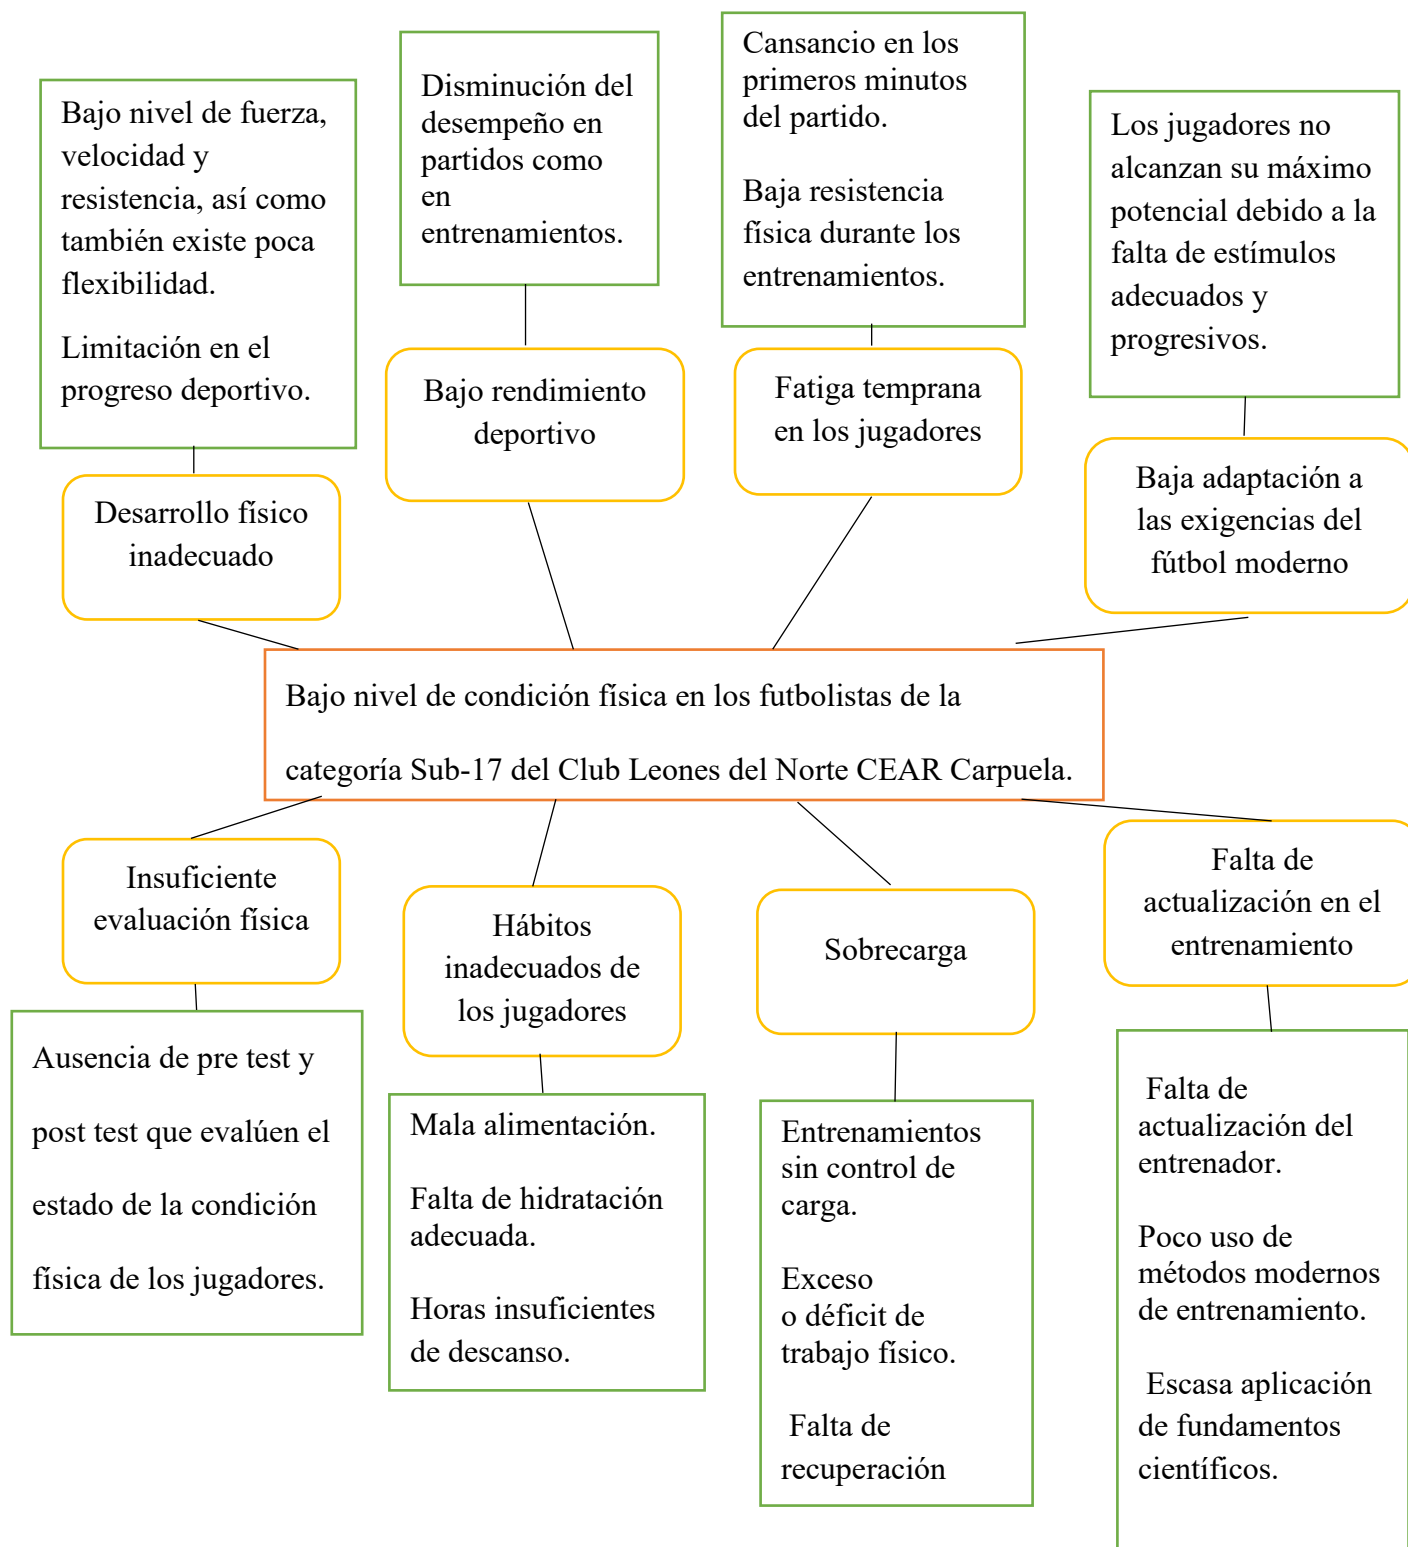 Bajo nivel de fuerza,
velocidad y
resistencia, así como
también existe poca
flexibilidad.
Limitación en el
progreso deportivo.
Disminución del
desempeño en
partidos como
en
entrenamientos.
Cansancio en los
primeros minutos
del partido.
Baja resistencia
física durante los
entrenamientos.
Los jugadores no
alcanzan su máximo
potencial debido a la
falta de estímulos
adecuados y
progresivos.
Desarrollo físico
inadecuado
Bajo rendimiento
deportivo
Fatiga temprana
en los jugadores
Baja adaptación a
las exigencias del
fútbol moderno
Bajo nivel de condición física en los futbolistas de la
categoría Sub-17 del Club Leones del Norte CEAR Carpuela.
Insuficiente
evaluación física
Hábitos
inadecuados de
los jugadores
Sobrecarga
Falta de
actualización en el
entrenamiento
Ausencia de pre test y
post test que evalúen el
estado de la condición
física de los jugadores.
Mala alimentación.
Falta de hidratación
adecuada.
Horas insuficientes
de descanso.
Entrenamientos
sin control de
carga.
Exceso
o déficit de
trabajo físico.
Falta de
recuperación
Falta de
actualización del
entrenador.
Poco uso de
métodos modernos
de entrenamiento.
Escasa aplicación
de fundamentos
científicos.